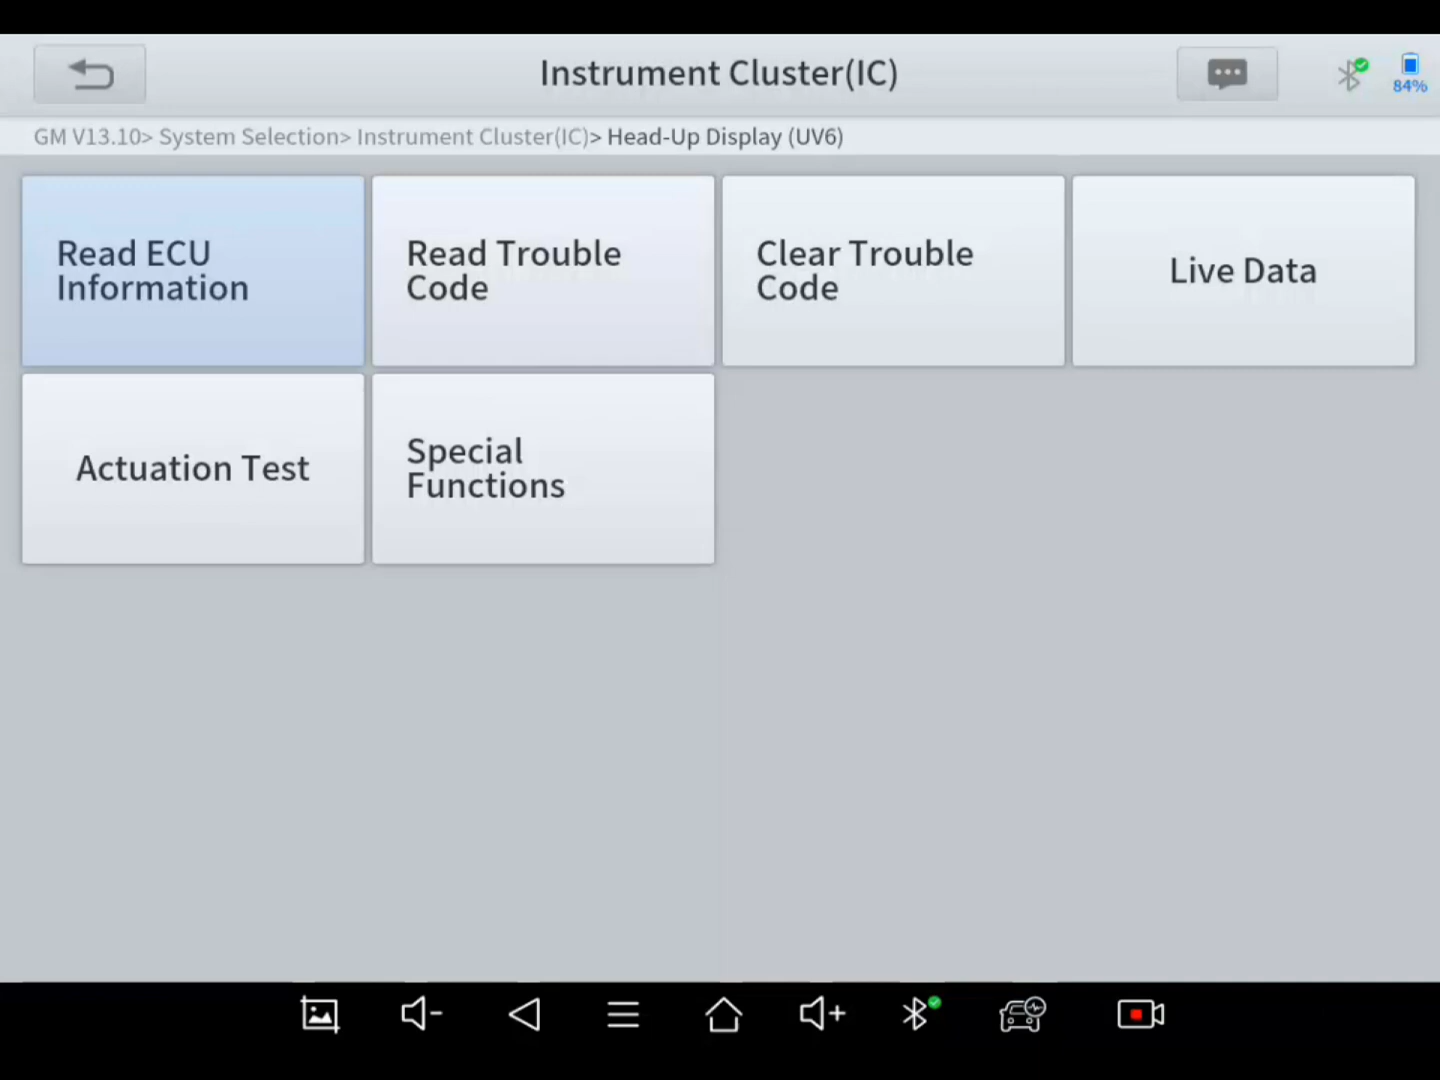 Instrument Cluster(IC)
84%
GM V13.10> System Selection> Instrument Cluster(IC)> Head-Up Display (UV6)
Read ECU
Information
Read Trouble
Code
Clear Trouble
Code
Live Data
Actuation Test
Special
Functions